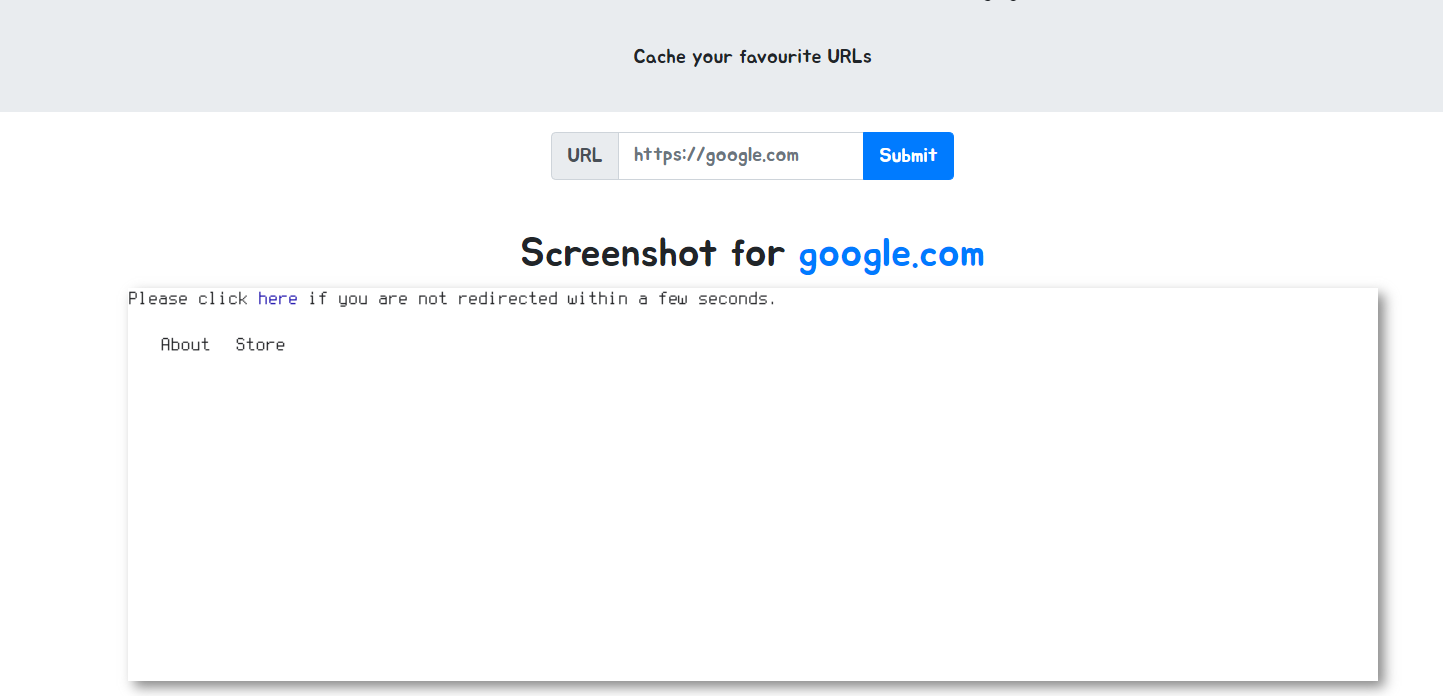 Cache your favourite URLs
URL https://google.com Submit
Screenshot for google.com
Please click here if you are not redirected within a few seconds.
About Store